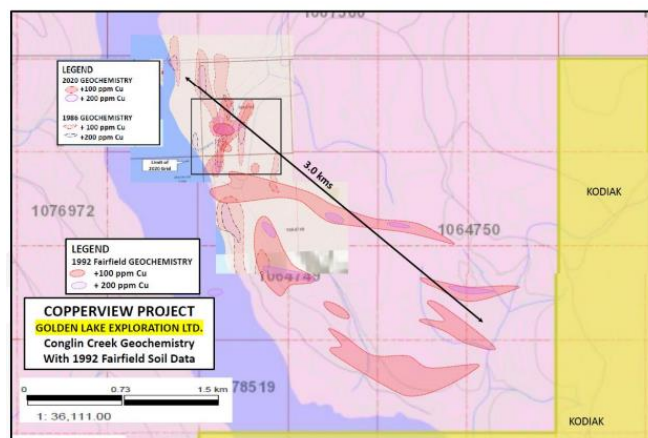 1067560
LEGEND
2020 GEOCHEMISTRY
+100 ppm Cu
+ 200 ppm Cu
1986 GEOCHEMISTRY
+ 100 ppm Cu
+200 ppm Cu
Limit of
2020 Grid
3.0 kms
KODIAK
1076972
1064750
LEGEND
1992 Fairfield GEOCHEMISTRY
+100 ppm Cu
+ 200 ppm Cu
1064749
COPPERVIEW PROJECT
GOLDEN LAKE EXPLORATION LTD.
Conglin Creek Geochemistry
With 1992 Fairfield Soil Data
78519
0 0.73 1.5 km
1: 36,111.00
KODIAK